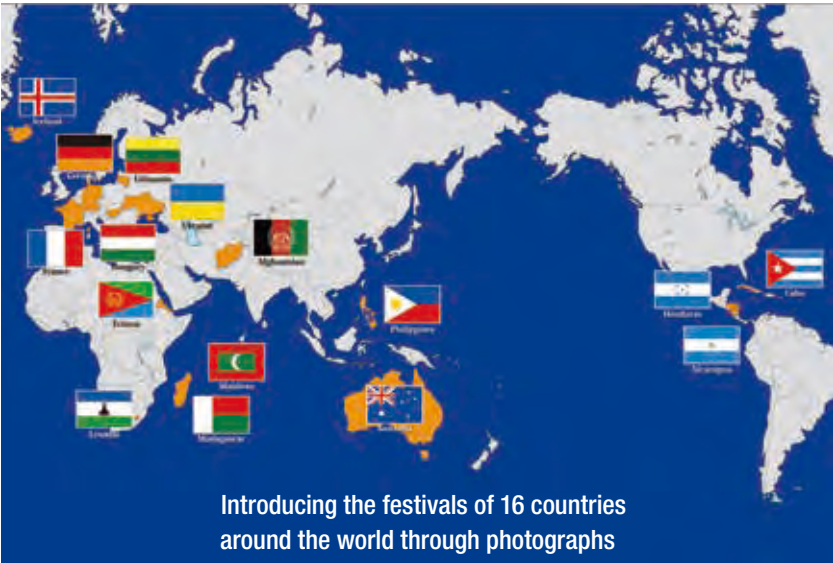 Iceland
Germany
Lithuania
Ukraine
France
Hungary
Afghanistan
Eritrea
Philippines
Cuba
Honduras
Nicaragua
Maldives
Lesotho
Madagascar
Australia
Introducing the festivals of 16 countries
around the world through photographs